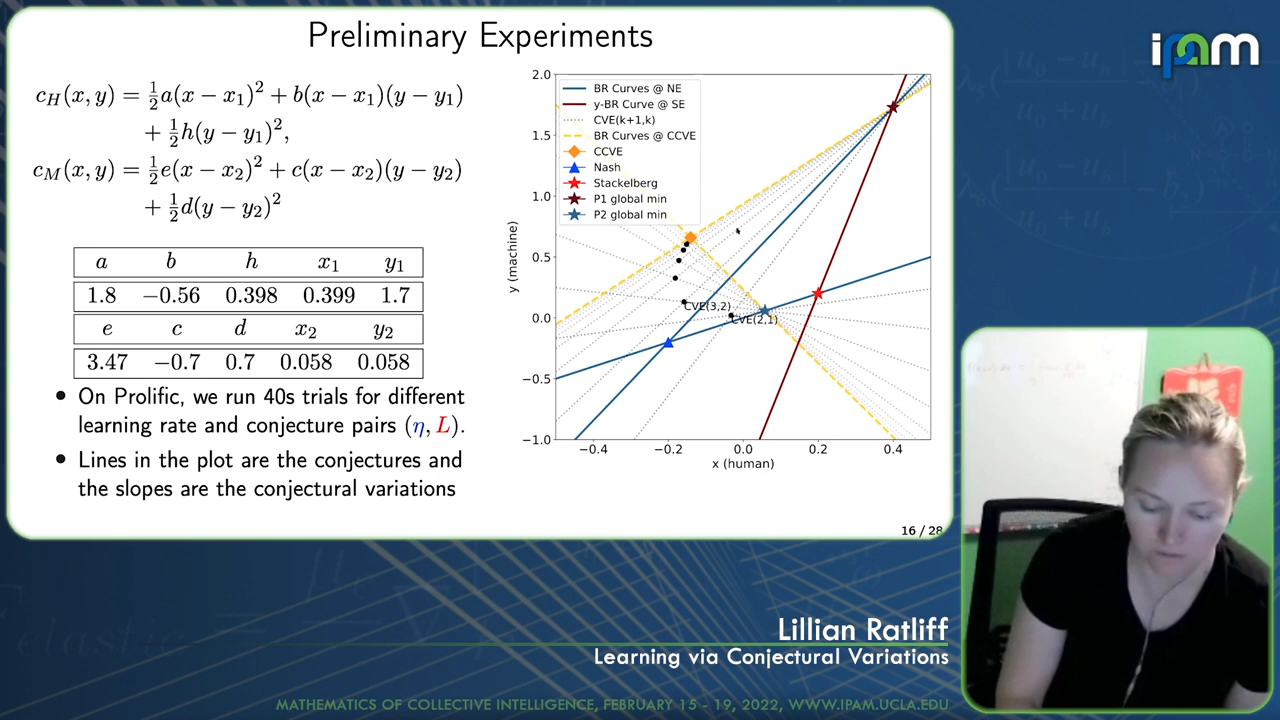 Preliminary Experiments
c_H(x, y) = ½a(x − x₁)² + b(x − x₁)(y − y₁)
+ ½h(y − y₁)²,
c_M(x, y) = ½e(x − x₂)² + c(x − x₂)(y − y₂)
+ ½d(y − y₂)²
a b h x₁ y₁
1.8 −0.56 0.398 0.399 1.7
e c d x₂ y₂
3.47 −0.7 0.7 0.058 0.058
• On Prolific, we run 40s trials for different
learning rate and conjecture pairs (η, L).
• Lines in the plot are the conjectures and
the slopes are the conjectural variations
BR Curves @ NE
y-BR Curve @ SE
CVE(k+1,k)
BR Curves @ CCVE
CCVE
Nash
Stackelberg
P1 global min
P2 global min
2.0
1.5
1.0
0.5
0.0
−0.5
−1.0
y (machine)
CVE(3,2)
CVE(2,1)
−0.4 −0.2 0.0 0.2 0.4
x (human)
16 / 28
ipam
Lillian Ratliff
Learning via Conjectural Variations
MATHEMATICS OF COLLECTIVE INTELLIGENCE, FEBRUARY 15 - 19, 2022, WWW.IPAM.UCLA.EDU